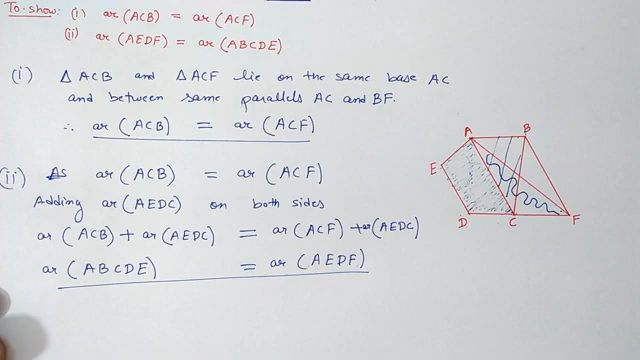 To show: (i) ar (ACB) = ar (ACF)
(ii) ar (AEDF) = ar (ABCDE)
(i) △ ACB and △ ACF lie on the same base AC
and between same parallels AC and BF.
∴ ar (ACB) = ar (ACF)
(ii) As ar (ACB) = ar (ACF)
Adding ar (AEDC) on both sides
ar (ACB) + ar (AEDC) = ar (ACF) + ar (AEDC)
ar (ABCDE) = ar (AEDF)
A B
E
D C F